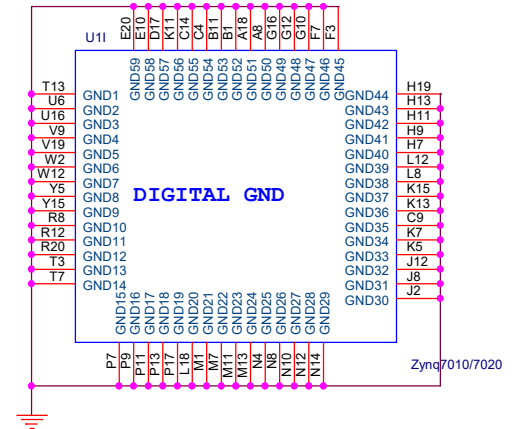 U1I
E20
E10
D17
K11
C14
C4
B11
B1
A18
A8
G16
G12
G10
F7
F3
GND59
GND58
GND57
GND56
GND55
GND54
GND53
GND52
GND51
GND50
GND49
GND48
GND47
GND46
GND45
T13
U6
U16
V9
V19
W2
W12
Y5
Y15
R8
R12
R20
T3
T7
GND1
GND2
GND3
GND4
GND5
GND6
GND7
GND8
GND9
GND10
GND11
GND12
GND13
GND14
DIGITAL GND
GND44
GND43
GND42
GND41
GND40
GND39
GND38
GND37
GND36
GND35
GND34
GND33
GND32
GND31
GND30
H19
H13
H11
H9
H7
L12
L8
K15
K13
C9
K7
K5
J12
J8
J2
GND15
GND16
GND17
GND18
GND19
GND20
GND21
GND22
GND23
GND24
GND25
GND26
GND27
GND28
GND29
P7
P9
P11
P13
P17
L18
M1
M7
M11
M13
N4
N8
N10
N12
N14
Zynq7010/7020